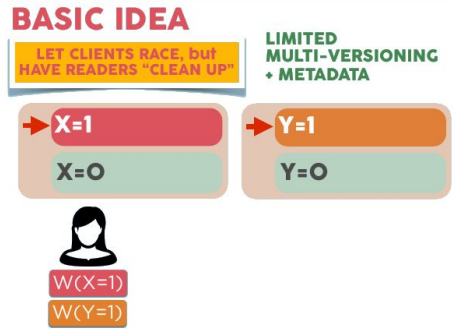 BASIC IDEA
LET CLIENTS RACE, but
HAVE READERS “CLEAN UP”
LIMITED
MULTI-VERSIONING
+ METADATA
X=1
X=0
Y=1
Y=0
W(X=1)
W(Y=1)